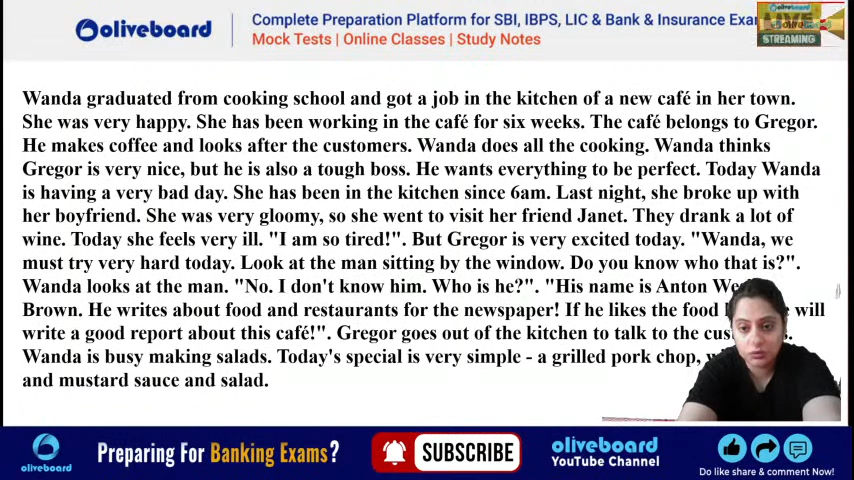 oliveboard
Complete Preparation Platform for SBI, IBPS, LIC & Bank & Insurance Exa
Mock Tests | Online Classes | Study Notes
oliveboard
LIVE
STREAMING
Wanda graduated from cooking school and got a job in the kitchen of a new café in her town.
She was very happy. She has been working in the café for six weeks. The café belongs to Gregor.
He makes coffee and looks after the customers. Wanda does all the cooking. Wanda thinks
Gregor is very nice, but he is also a tough boss. He wants everything to be perfect. Today Wanda
is having a very bad day. She has been in the kitchen since 6am. Last night, she broke up with
her boyfriend. She was very gloomy, so she went to visit her friend Janet. They drank a lot of
wine. Today she feels very ill. "I am so tired!". But Gregor is very excited today. "Wanda, we
must try very hard today. Look at the man sitting by the window. Do you know who that is?".
Wanda looks at the man. "No. I don't know him. Who is he?". "His name is Anton
Brown. He writes about food and restaurants for the newspaper! If he likes the food will
write a good report about this café!". Gregor goes out of the kitchen to talk to the
Wanda is busy making salads. Today's special is very simple - a grilled pork chop,
and mustard sauce and salad.
oliveboard
Preparing For Banking Exams?
SUBSCRIBE
oliveboard
YouTube Channel
Do like share & comment Now!